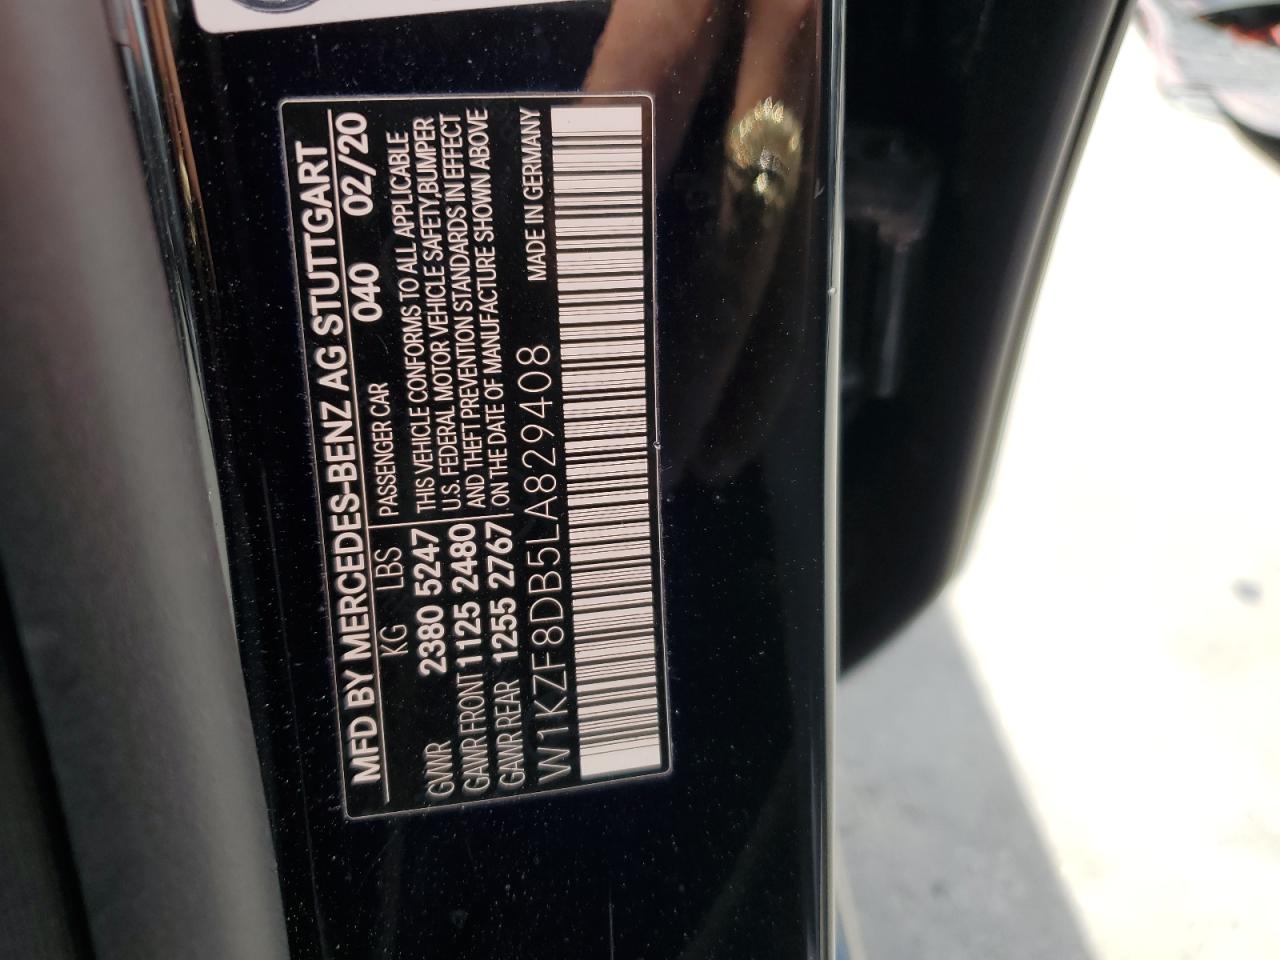 MFD BY MERCEDES-BENZ AG STUTTGART
KG LBS 040 02/20
PASSENGER CAR
GVWR 2380 5247
GAWR FRONT 1125 2480
GAWR REAR 1255 2767
THIS VEHICLE CONFORMS TO ALL APPLICABLE
U.S. FEDERAL MOTOR VEHICLE SAFETY,BUMPER
AND THEFT PREVENTION STANDARDS IN EFFECT
ON THE DATE OF MANUFACTURE SHOWN ABOVE
W1KZF8DB5LA829408 MADE IN GERMANY